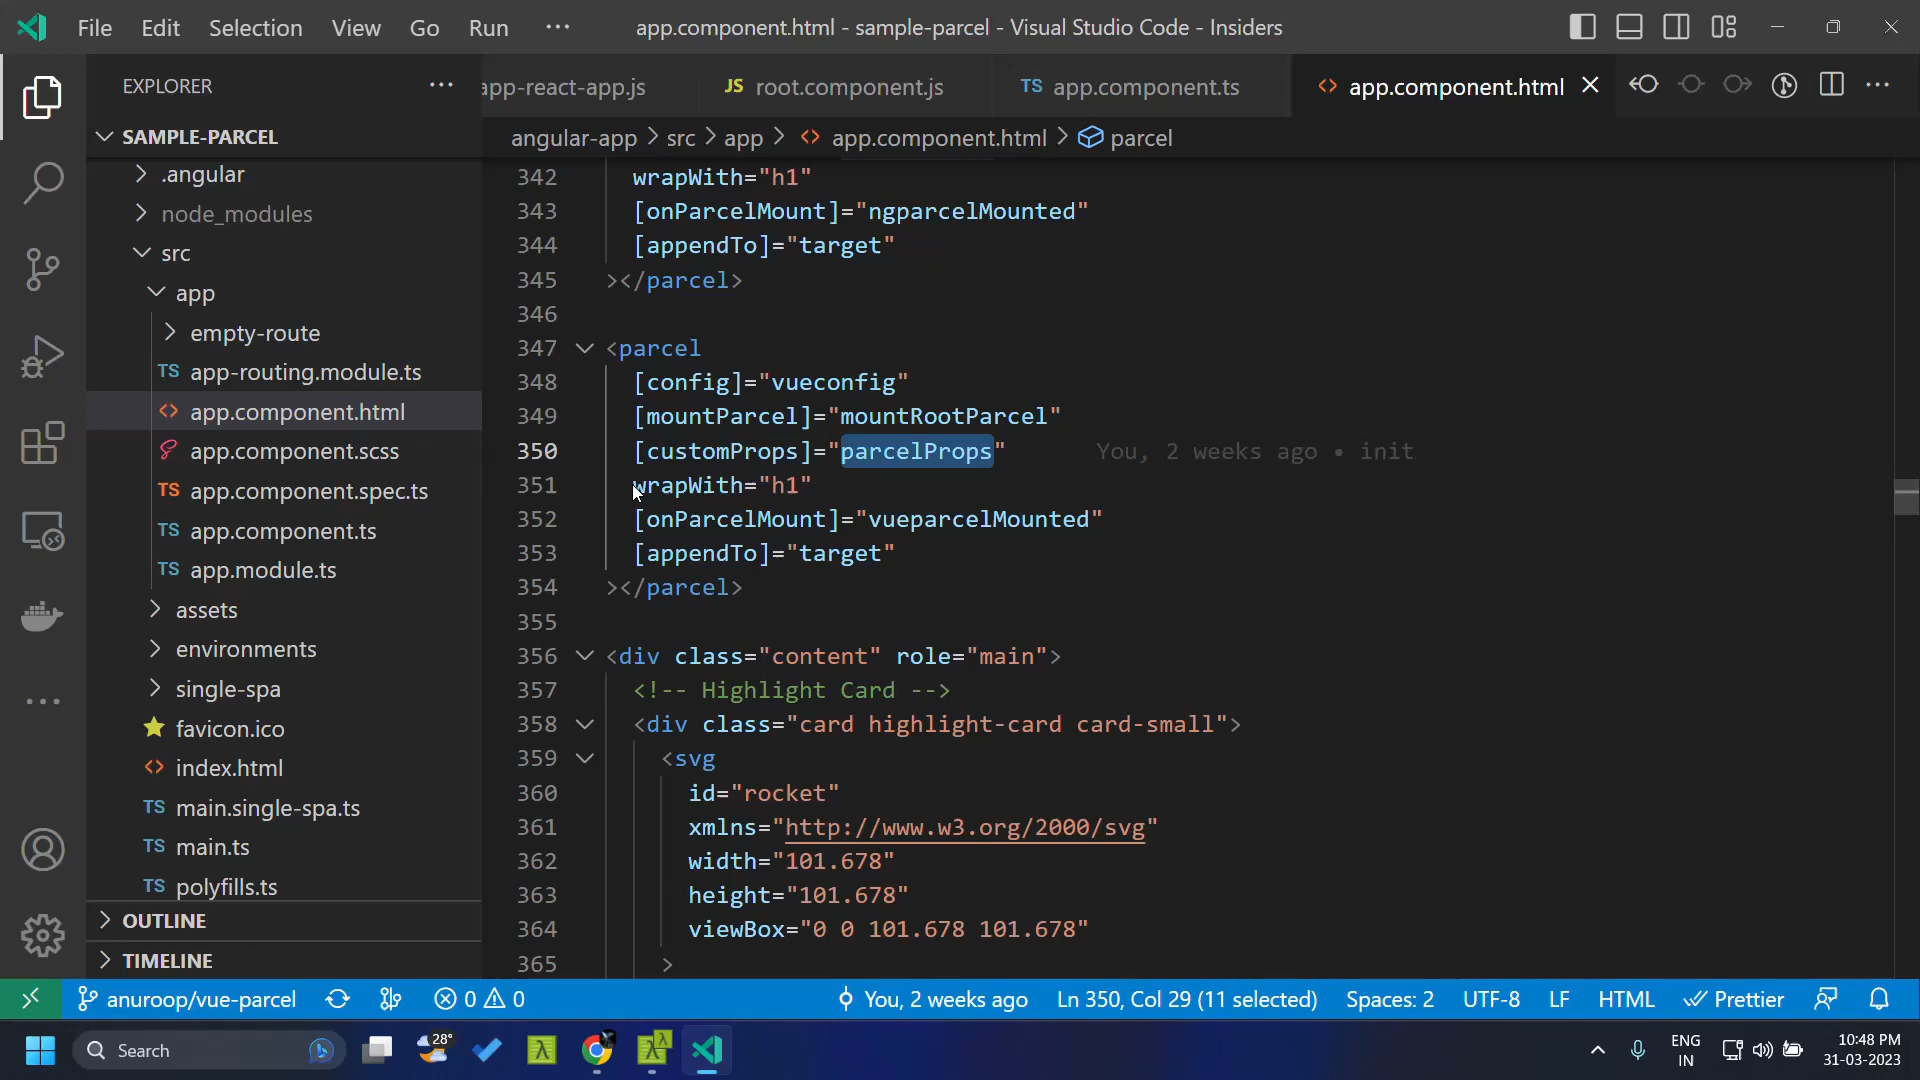 File Edit Selection View Go Run ···
app.component.html - sample-parcel - Visual Studio Code - Insiders
EXPLORER
app-react-app.js
JS root.component.js
TS app.component.ts
app.component.html
SAMPLE-PARCEL
angular-app > src > app > app.component.html > parcel
.angular
node_modules
src
app
empty-route
TS app-routing.module.ts
app.component.html
app.component.scss
TS app.component.spec.ts
TS app.component.ts
TS app.module.ts
assets
environments
single-spa
favicon.ico
index.html
TS main.single-spa.ts
TS main.ts
TS polyfills.ts
OUTLINE
TIMELINE
342 wrapWith="h1"
343 [onParcelMount]="ngparcelMounted"
344 [appendTo]="target"
345 ></parcel>
346
347 <parcel
348 [config]="vueconfig"
349 [mountParcel]="mountRootParcel"
350 [customProps]="parcelProps" You, 2 weeks ago • init
351 wrapWith="h1"
352 [onParcelMount]="vueparcelMounted"
353 [appendTo]="target"
354 ></parcel>
355
356 <div class="content" role="main">
357 <!-- Highlight Card -->
358 <div class="card highlight-card card-small">
359 <svg
360 id="rocket"
361 xmlns="http://www.w3.org/2000/svg"
362 width="101.678"
363 height="101.678"
364 viewBox="0 0 101.678 101.678"
365 >
anuroop/vue-parcel 0 0 You, 2 weeks ago Ln 350, Col 29 (11 selected) Spaces: 2 UTF-8 LF HTML Prettier
Search
28°
ENG
IN
10:48 PM
31-03-2023